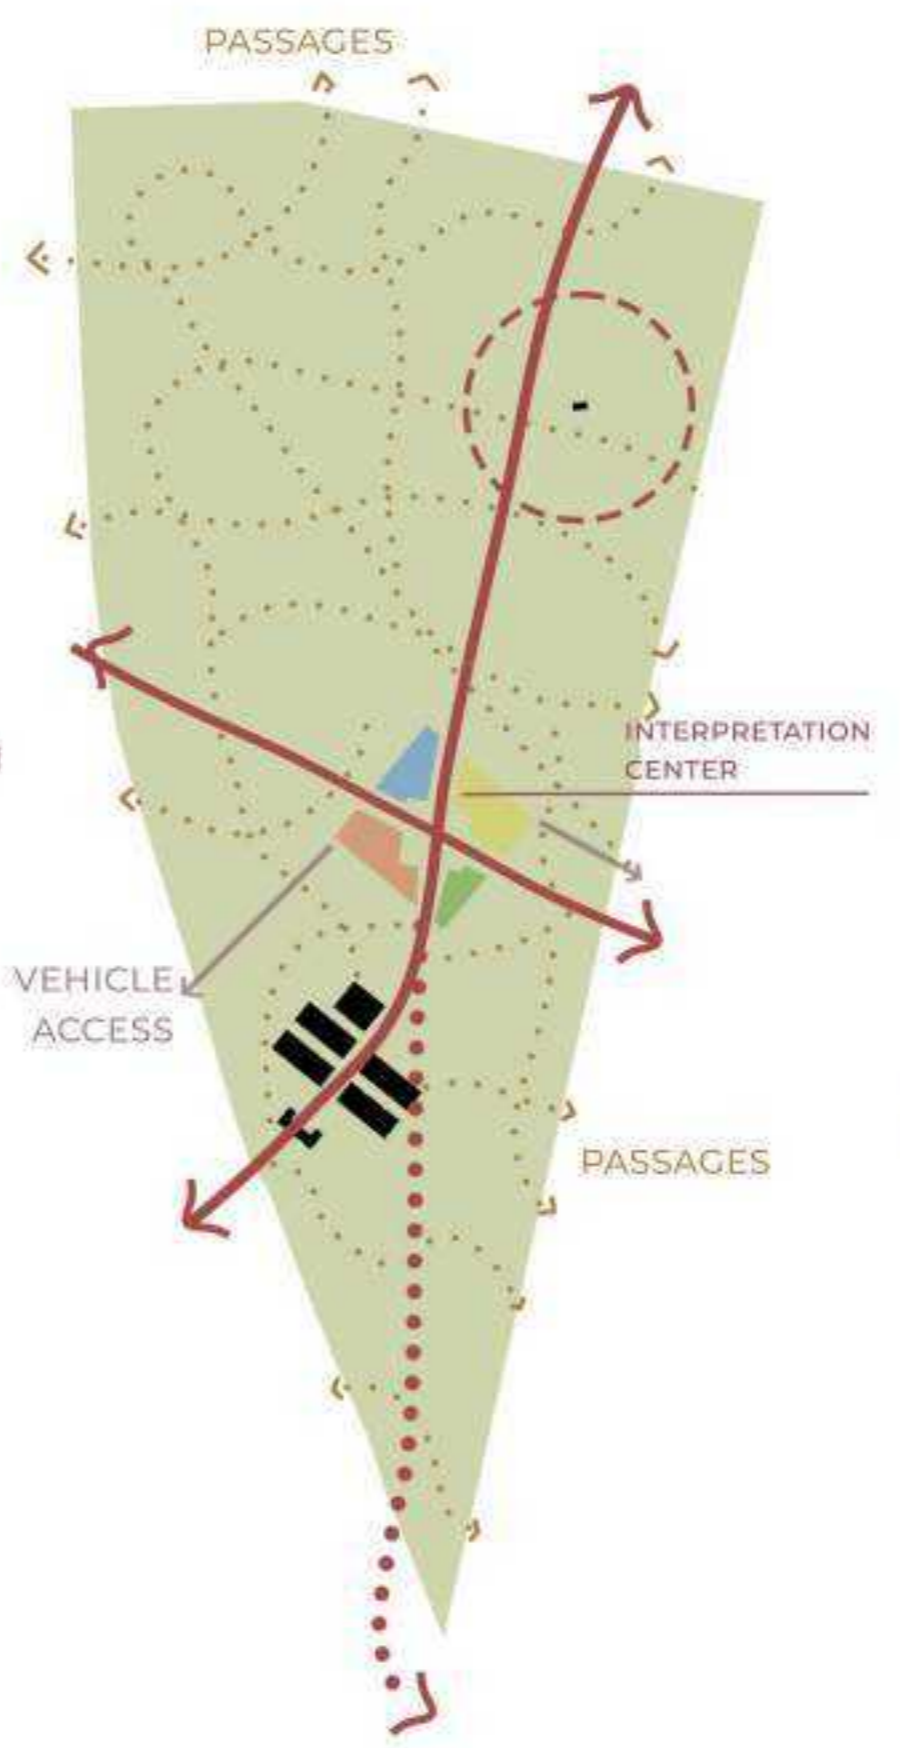 PASSAGES
INTERPRETATION
CENTER
VEHICLE
ACCESS
PASSAGES